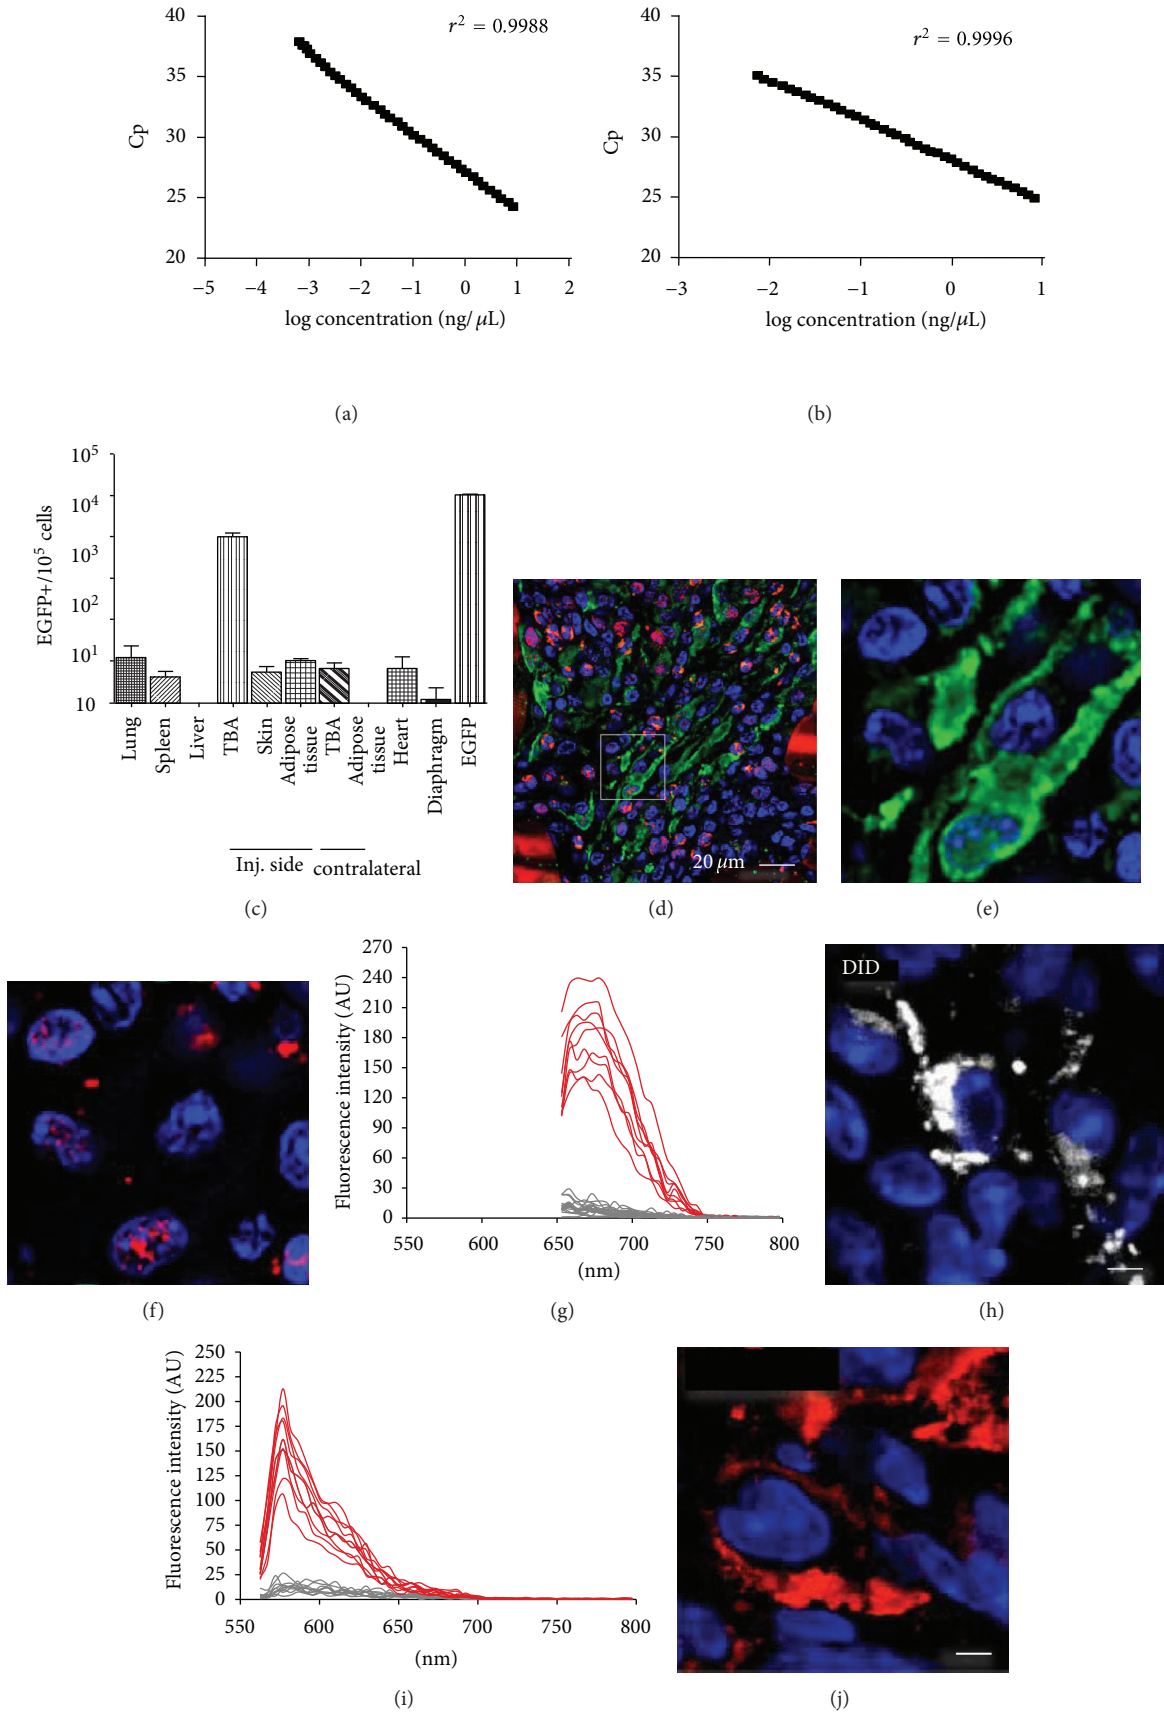 40
35
30
25
20
Cp
r² = 0.9988
−5 −4 −3 −2 −1 0 1 2
log concentration (ng/μL)
(a)
40
35
30
25
20
Cp
r² = 0.9996
−3 −2 −1 0 1
log concentration (ng/μL)
(b)
10⁵
10⁴
10³
10²
10¹
10
EGFP+/10⁵ cells
Lung
Spleen
Liver
TBA
Skin
Adipose
tissue
TBA
Adipose
tissue
Heart
Diaphragm
EGFP
Inj. side contralateral
(c)
20 μm
(d)
(e)
(f)
270
240
210
180
150
120
90
60
30
0
Fluorescence intensity (AU)
550 600 650 700 750 800
(nm)
(g)
DID
(h)
250
225
200
175
150
125
100
75
50
25
0
Fluorescence intensity (AU)
550 600 650 700 750 800
(nm)
(i)
(j)